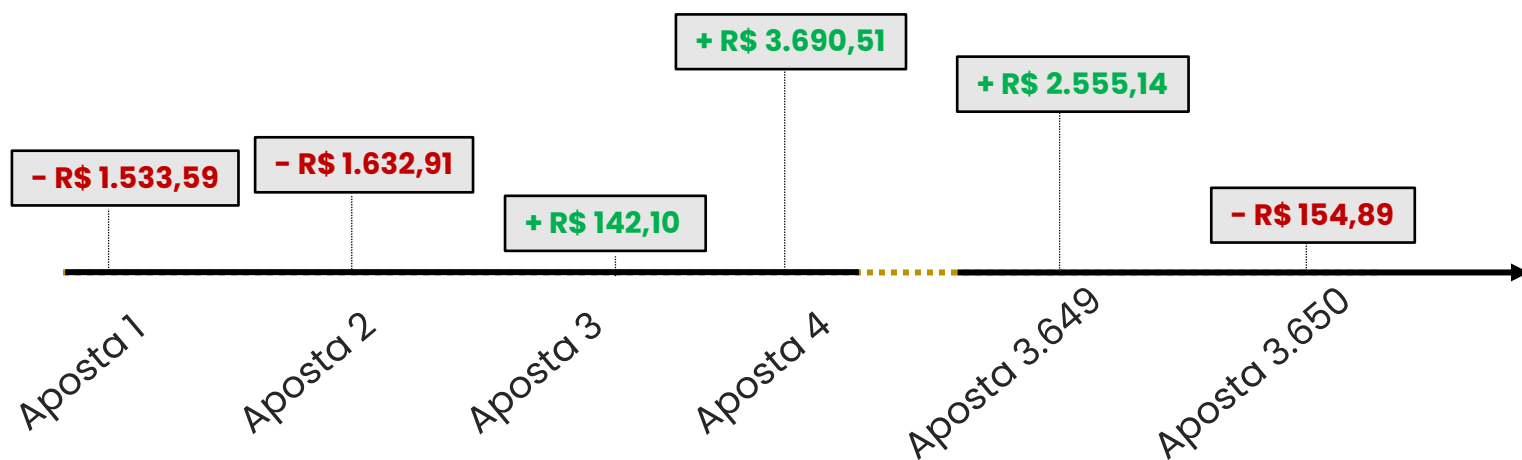 + R$ 3.690,51
+ R$ 2.555,14
− R$ 1.533,59
− R$ 1.632,91
+ R$ 142,10
− R$ 154,89
Aposta 1
Aposta 2
Aposta 3
Aposta 4
Aposta 3.649
Aposta 3.650